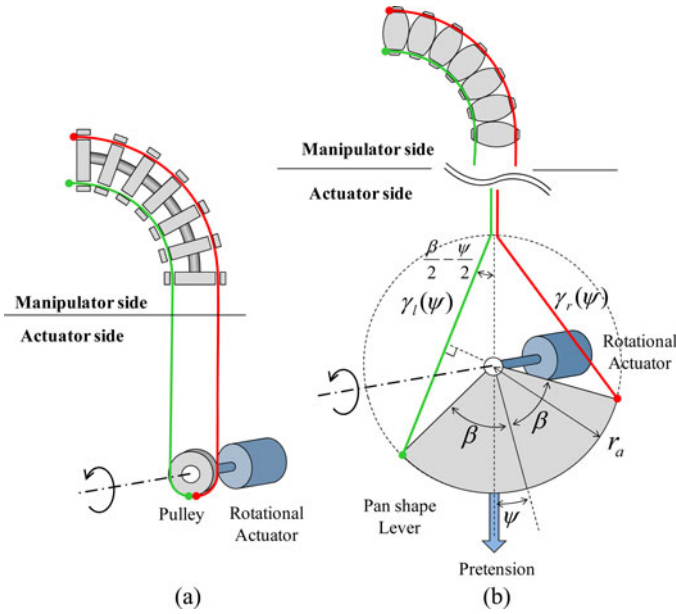 Manipulator side
Actuator side
Pulley
Rotational
Actuator
(a)
Manipulator side
Actuator side
β/2 − ψ/2
γₗ(ψ)
γᵣ(ψ)
Rotational
Actuator
β
β
rₐ
Pan shape
Lever
ψ
Pretension
(b)